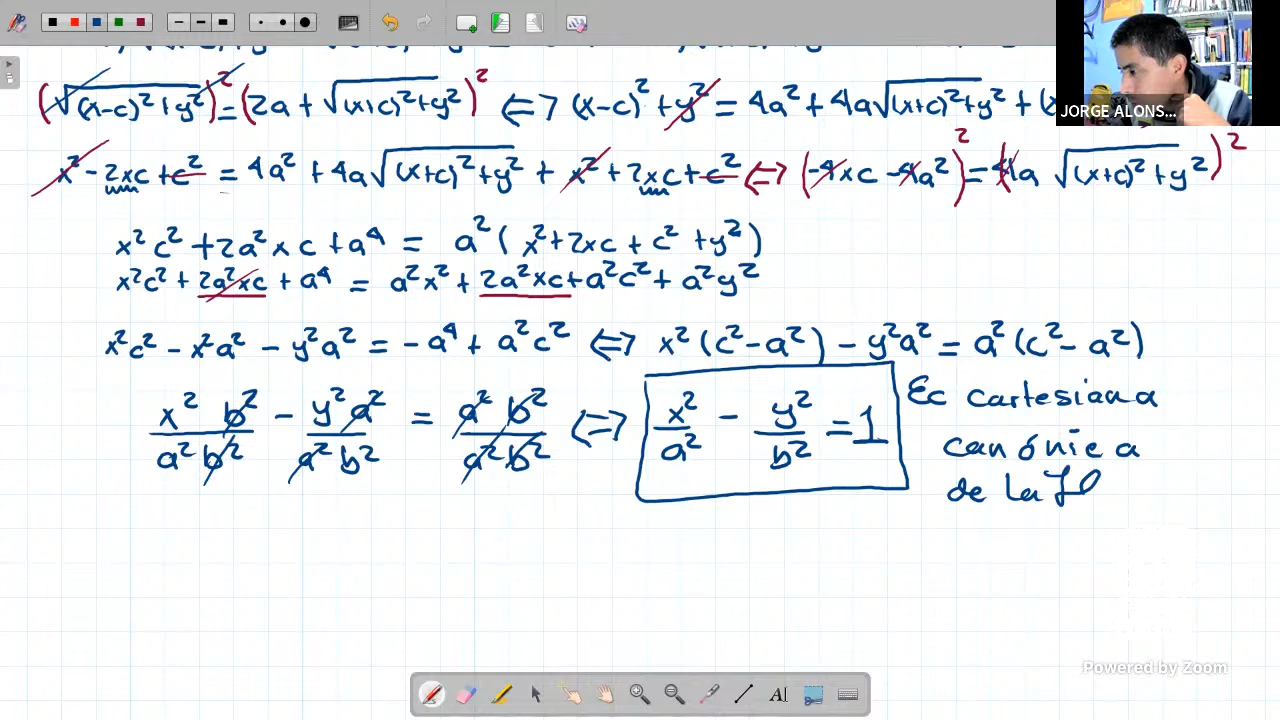 (√((x-c)²+y²))² = (2a + √((x+c)²+y²))² ⟺ (x-c)² + y² = 4a² + 4a√((x+c)²+y²) + (x
JORGE ALONS...
x² - 2xc + c² = 4a² + 4a√((x+c)²+y²) + x² + 2xc + c² ⟺ (-4xc - 4a²)² = (4a √((x+c)²+y²))²
x²c² + 2a²xc + a⁴ = a²(x² + 2xc + c² + y²)
x²c² + 2a²xc + a⁴ = a²x² + 2a²xc + a²c² + a²y²
x²c² - x²a² - y²a² = -a⁴ + a²c² ⟺ x²(c²-a²) - y²a² = a²(c²-a²)
x²b²/a²b² - y²a²/a²b² = a²b²/a²b² ⟺ x²/a² - y²/b² = 1
Ec cartesiana
canónica
de la
Powered by Zoom
AI